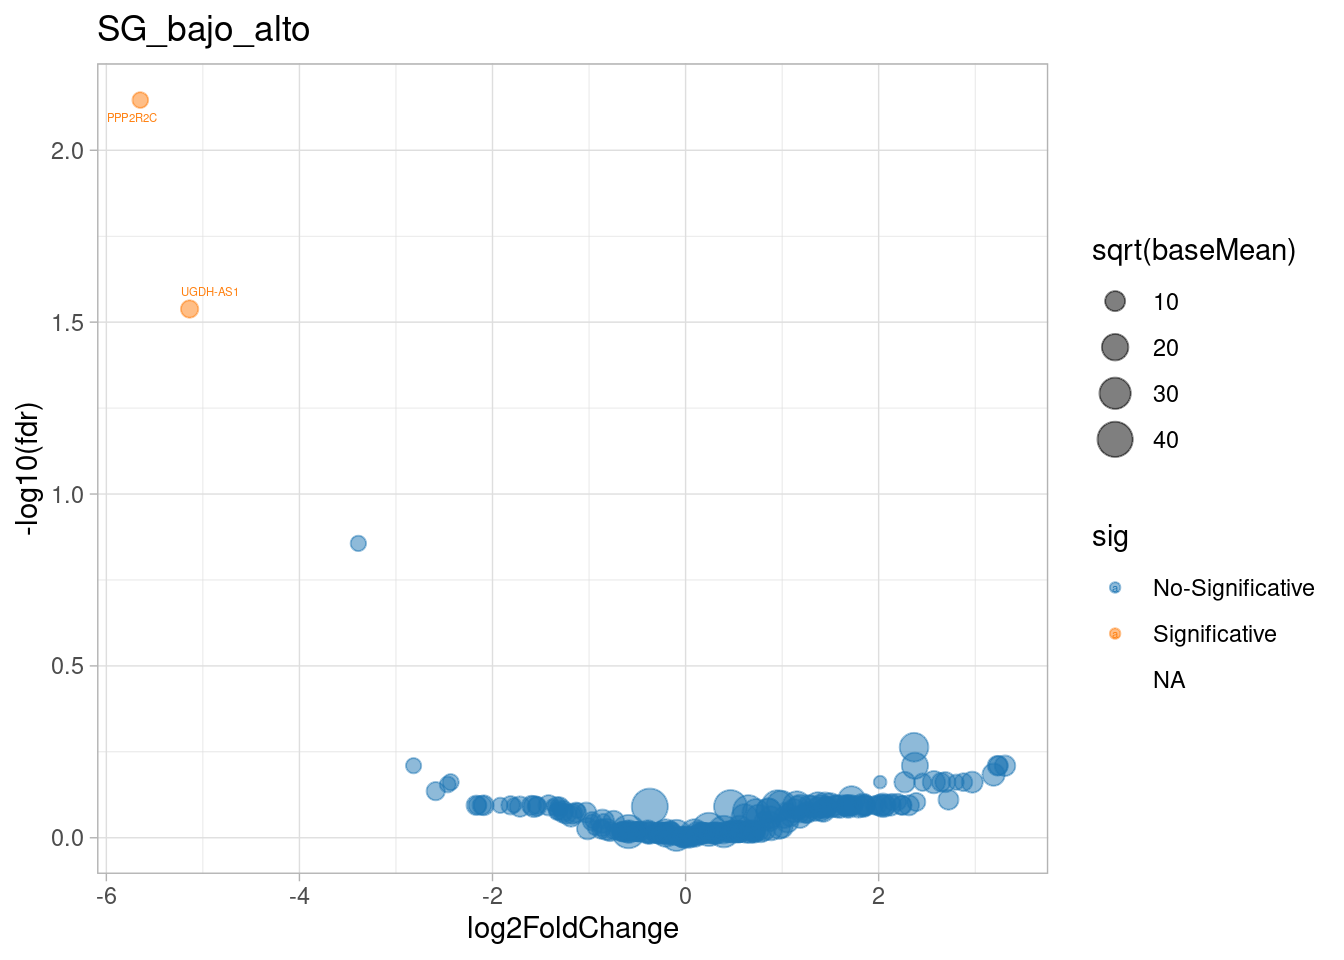 SG_bajo_alto
PPP2R2C
UGDH-AS1
2.0
1.5
1.0
0.5
0.0
-log10(fdr)
-6
-4
-2
0
2
log2FoldChange
sqrt(baseMean)
10
20
30
40
sig
a No-Significative
a Significative
NA